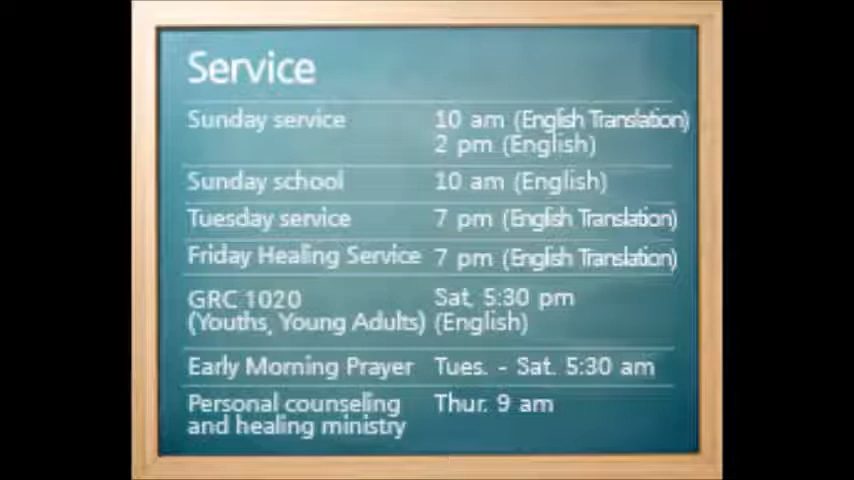 Service
Sunday service 10 am (English Translation)
2 pm (English)
Sunday school 10 am (English)
Tuesday service 7 pm (English Translation)
Friday Healing Service 7 pm (English Translation)
GRC 1020 Sat, 5:30 pm
(Youths, Young Adults) (English)
Early Morning Prayer Tues. - Sat. 5:30 am
Personal counseling Thur. 9 am
and healing ministry